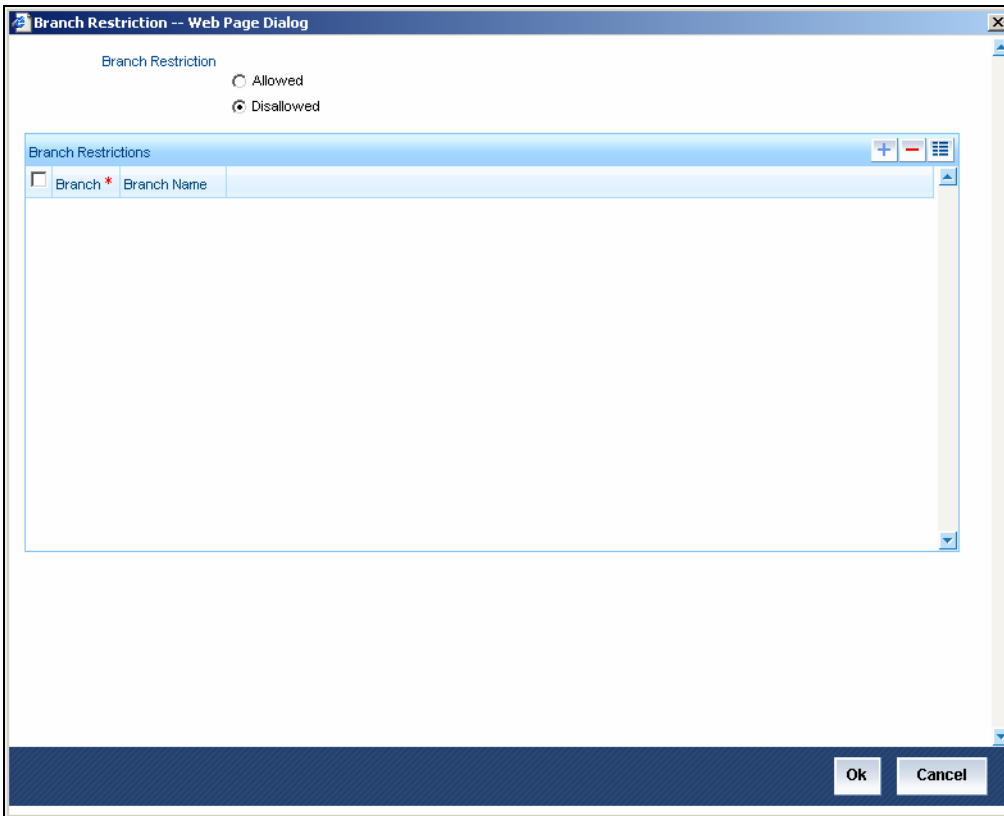 Branch Restriction -- Web Page Dialog
Branch Restriction
Allowed
Disallowed
Branch Restrictions
Branch * Branch Name
Ok Cancel